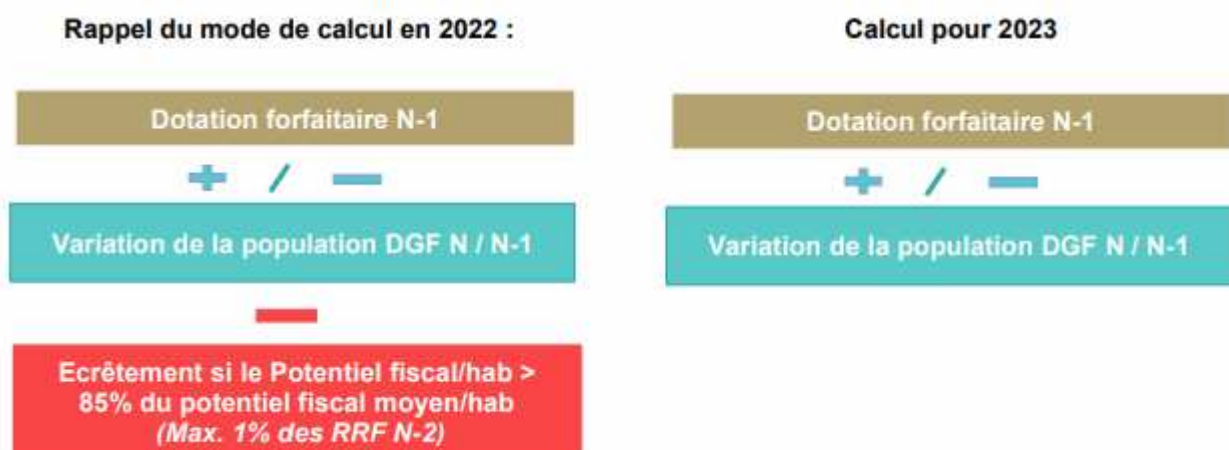 Rappel du mode de calcul en 2022 :
Dotation forfaitaire N-1
+ / −
Variation de la population DGF N / N-1
−
Ecrêtement si le Potentiel fiscal/hab >
85% du potentiel fiscal moyen/hab
(Max. 1% des RRF N-2)
Calcul pour 2023
Dotation forfaitaire N-1
+ / −
Variation de la population DGF N / N-1